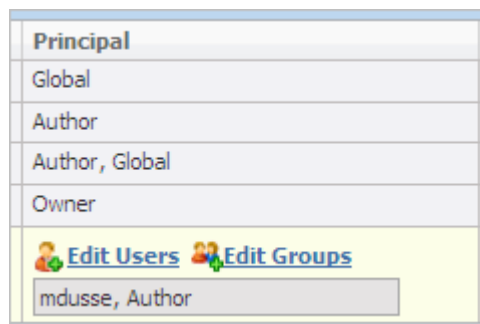 Principal
Global
Author
Author, Global
Owner
Edit Users Edit Groups
mdusse, Author